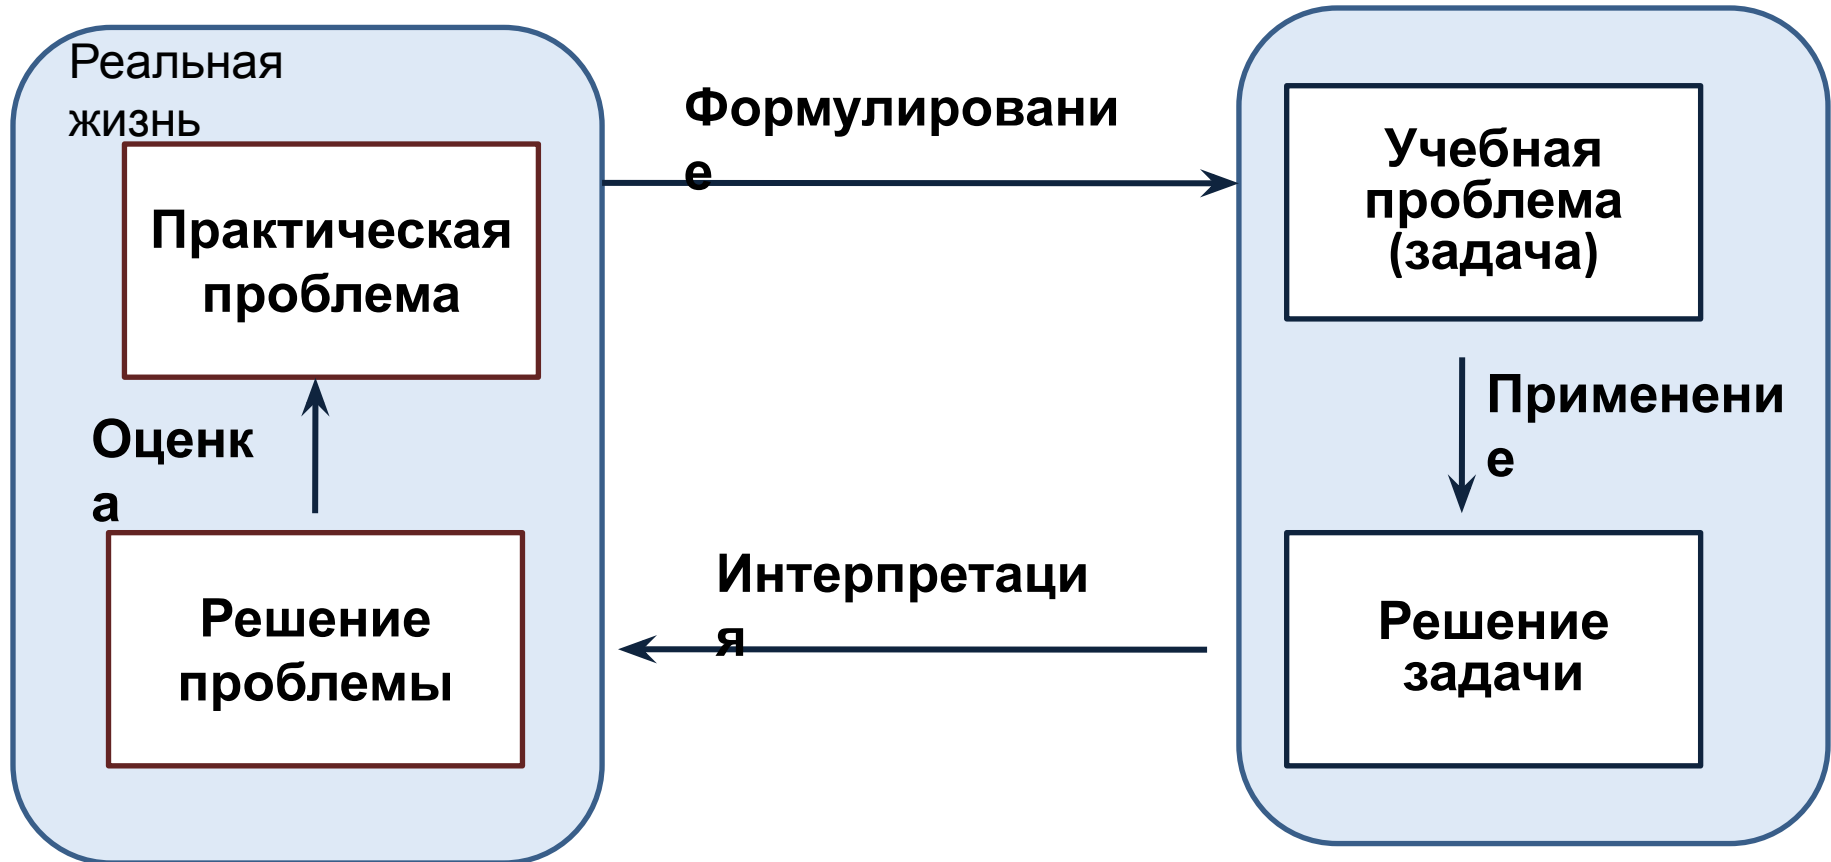 Реальная
жизнь
Практическая
проблема
Формулировани
е
Учебная
проблема
(задача)
Применени
е
Решение
задачи
Интерпретаци
я
Решение
проблемы
Оценк
а